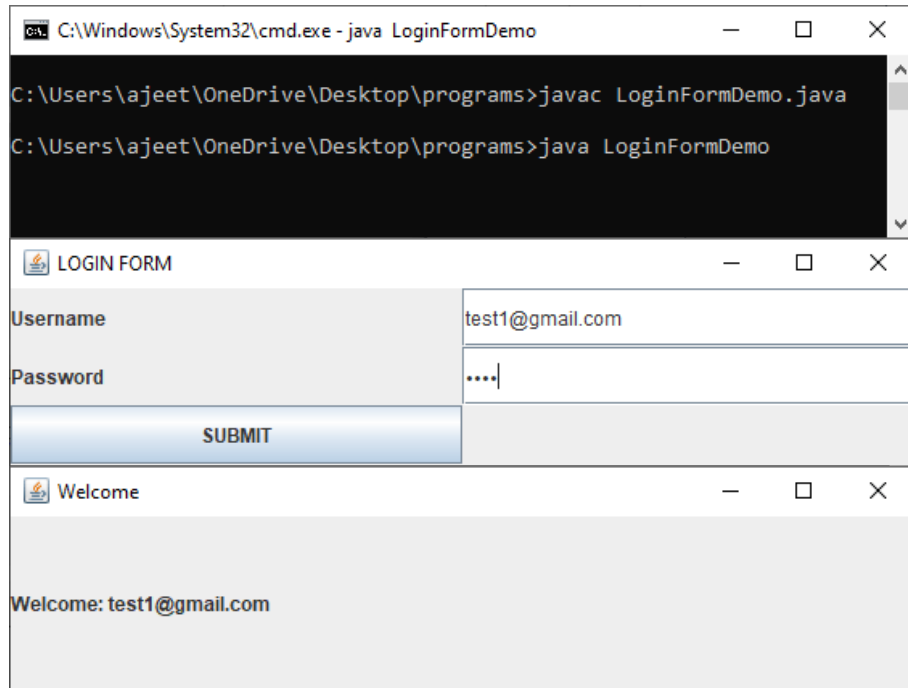 C:\Windows\System32\cmd.exe - java  LoginFormDemo
C:\Users\ajeet\OneDrive\Desktop\programs>javac LoginFormDemo.java
C:\Users\ajeet\OneDrive\Desktop\programs>java LoginFormDemo
LOGIN FORM
Username test1@gmail.com
Password ••••
SUBMIT
Welcome
Welcome: test1@gmail.com